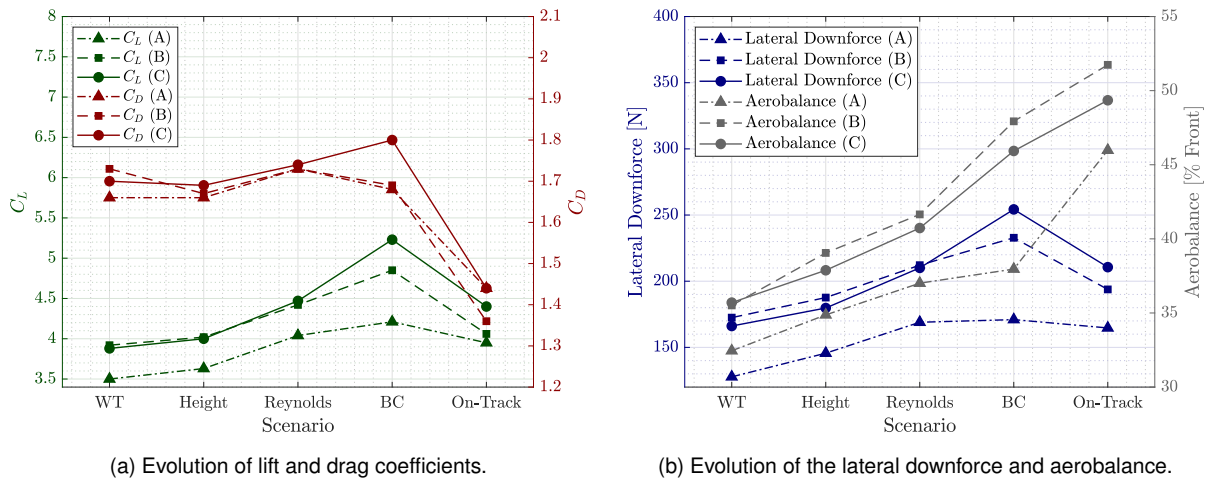 8
7.5
7
6.5
6
5.5
5
4.5
4
3.5
C_L
C_L (A)
C_L (B)
C_L (C)
C_D (A)
C_D (B)
C_D (C)
2.1
2
1.9
1.8
1.7
1.6
1.5
1.4
1.3
1.2
C_D
WT Height Reynolds BC On-Track
Scenario
(a) Evolution of lift and drag coefficients.
400
350
300
250
200
150
Lateral Downforce [N]
Lateral Downforce (A)
Lateral Downforce (B)
Lateral Downforce (C)
Aerobalance (A)
Aerobalance (B)
Aerobalance (C)
55
50
45
40
35
30
Aerobalance [% Front]
WT Height Reynolds BC On-Track
Scenario
(b) Evolution of the lateral downforce and aerobalance.